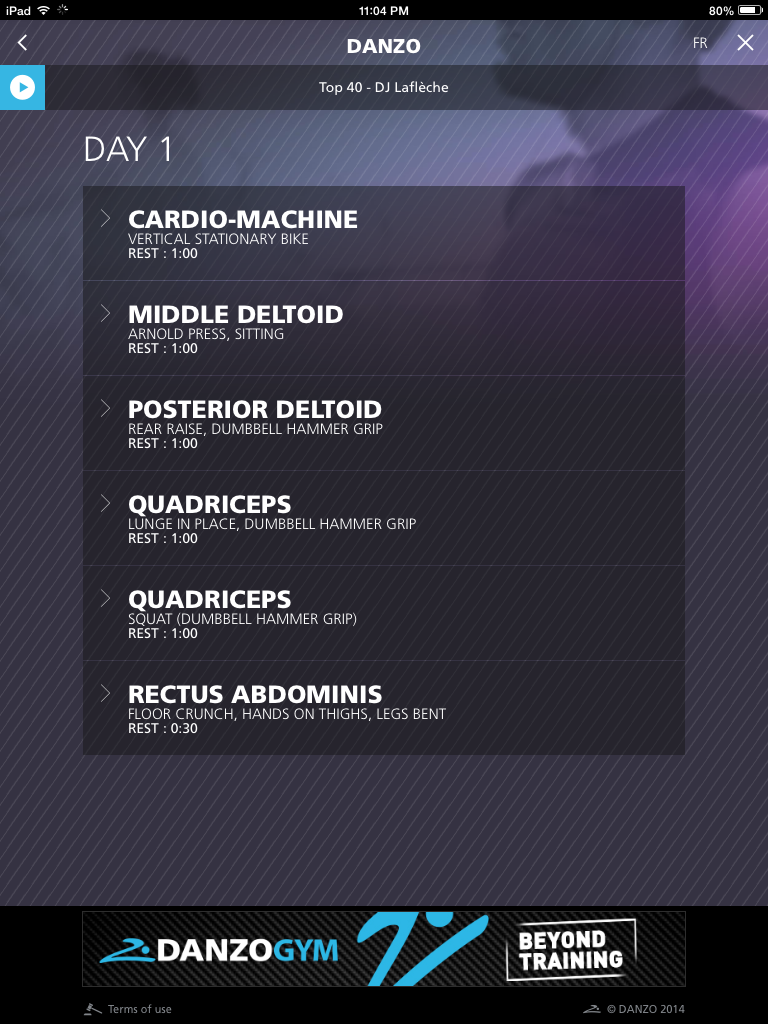 iPad 11:04 PM 80%
DANZO FR
Top 40 - DJ Laflèche
DAY 1
CARDIO-MACHINE
VERTICAL STATIONARY BIKE
REST : 1:00
MIDDLE DELTOID
ARNOLD PRESS, SITTING
REST : 1:00
POSTERIOR DELTOID
REAR RAISE, DUMBBELL HAMMER GRIP
REST : 1:00
QUADRICEPS
LUNGE IN PLACE, DUMBBELL HAMMER GRIP
REST : 1:00
QUADRICEPS
SQUAT (DUMBBELL HAMMER GRIP)
REST : 1:00
RECTUS ABDOMINIS
FLOOR CRUNCH, HANDS ON THIGHS, LEGS BENT
REST : 0:30
DANZOGYM
BEYOND
TRAINING
Terms of use © DANZO 2014